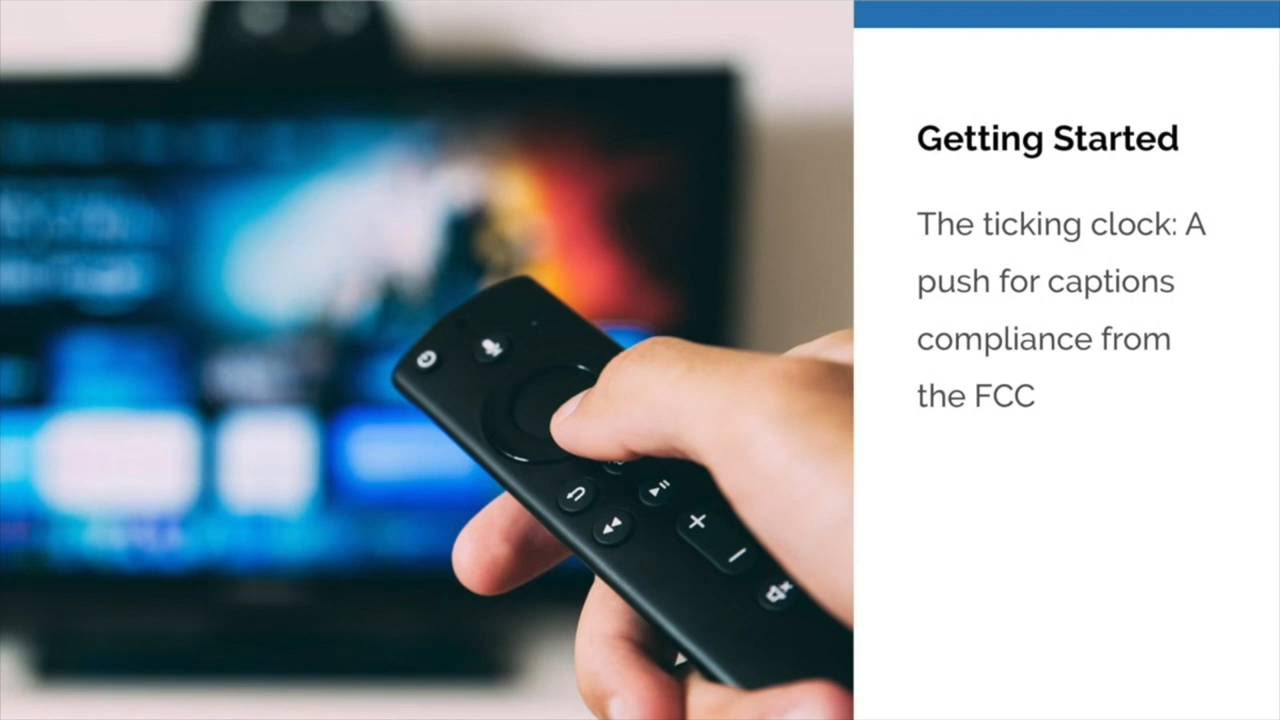 Getting Started
The ticking clock: A
push for captions
compliance from
the FCC